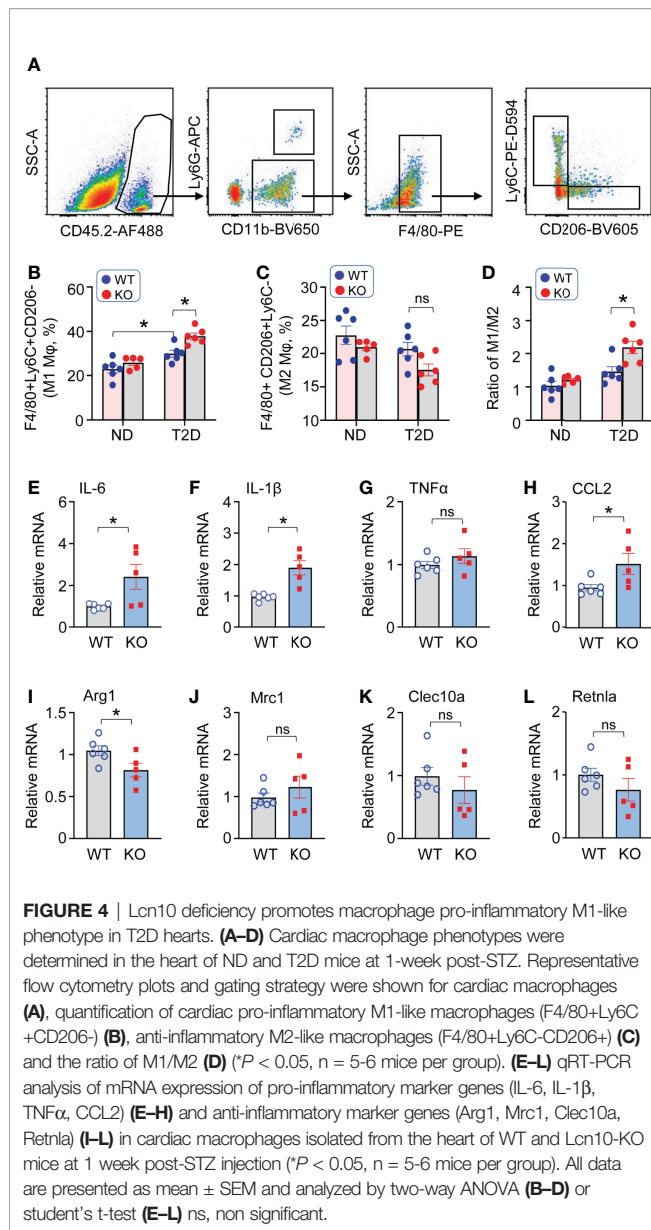 A
SSC-A
CD45.2-AF488
Ly6G-APC
CD11b-BV650
SSC-A
F4/80-PE
Ly6C-PE-D594
CD206-BV605
B
WT
KO
F4/80+Ly6C+CD206-
(M1 Mφ, %)
60
40
20
0
*
*
ND
T2D
C
WT
KO
F4/80+ CD206+Ly6C-
(M2 Mφ, %)
30
25
20
15
10
ns
ND
T2D
D
WT
KO
Ratio of M1/M2
4
3
2
1
0
*
ND
T2D
E
IL-6
Relative mRNA
6
4
2
0
*
WT
KO
F
IL-1β
Relative mRNA
4
3
2
1
0
*
WT
KO
G
TNFα
Relative mRNA
2
1
0
ns
WT
KO
H
CCL2
Relative mRNA
3
2
1
0
*
WT
KO
I
Arg1
Relative mRNA
1.5
1
0.5
0
*
WT
KO
J
Mrc1
Relative mRNA
3
2
1
0
ns
WT
KO
K
Clec10a
Relative mRNA
2
1
0
ns
WT
KO
L
Retnla
Relative mRNA
2
1
0
ns
WT
KO
FIGURE 4 | Lcn10 deficiency promotes macrophage pro-inflammatory M1-like
phenotype in T2D hearts. (A–D) Cardiac macrophage phenotypes were
determined in the heart of ND and T2D mice at 1-week post-STZ. Representative
flow cytometry plots and gating strategy were shown for cardiac macrophages
(A), quantification of cardiac pro-inflammatory M1-like macrophages (F4/80+Ly6C
+CD206-) (B), anti-inflammatory M2-like macrophages (F4/80+Ly6C-CD206+) (C)
and the ratio of M1/M2 (D) (*P < 0.05, n = 5-6 mice per group). (E–L) qRT-PCR
analysis of mRNA expression of pro-inflammatory marker genes (IL-6, IL-1β,
TNFα, CCL2) (E–H) and anti-inflammatory marker genes (Arg1, Mrc1, Clec10a,
Retnla) (I–L) in cardiac macrophages isolated from the heart of WT and Lcn10-KO
mice at 1 week post-STZ injection (*P < 0.05, n = 5-6 mice per group). All data
are presented as mean ± SEM and analyzed by two-way ANOVA (B–D) or
student’s t-test (E–L) ns, non significant.